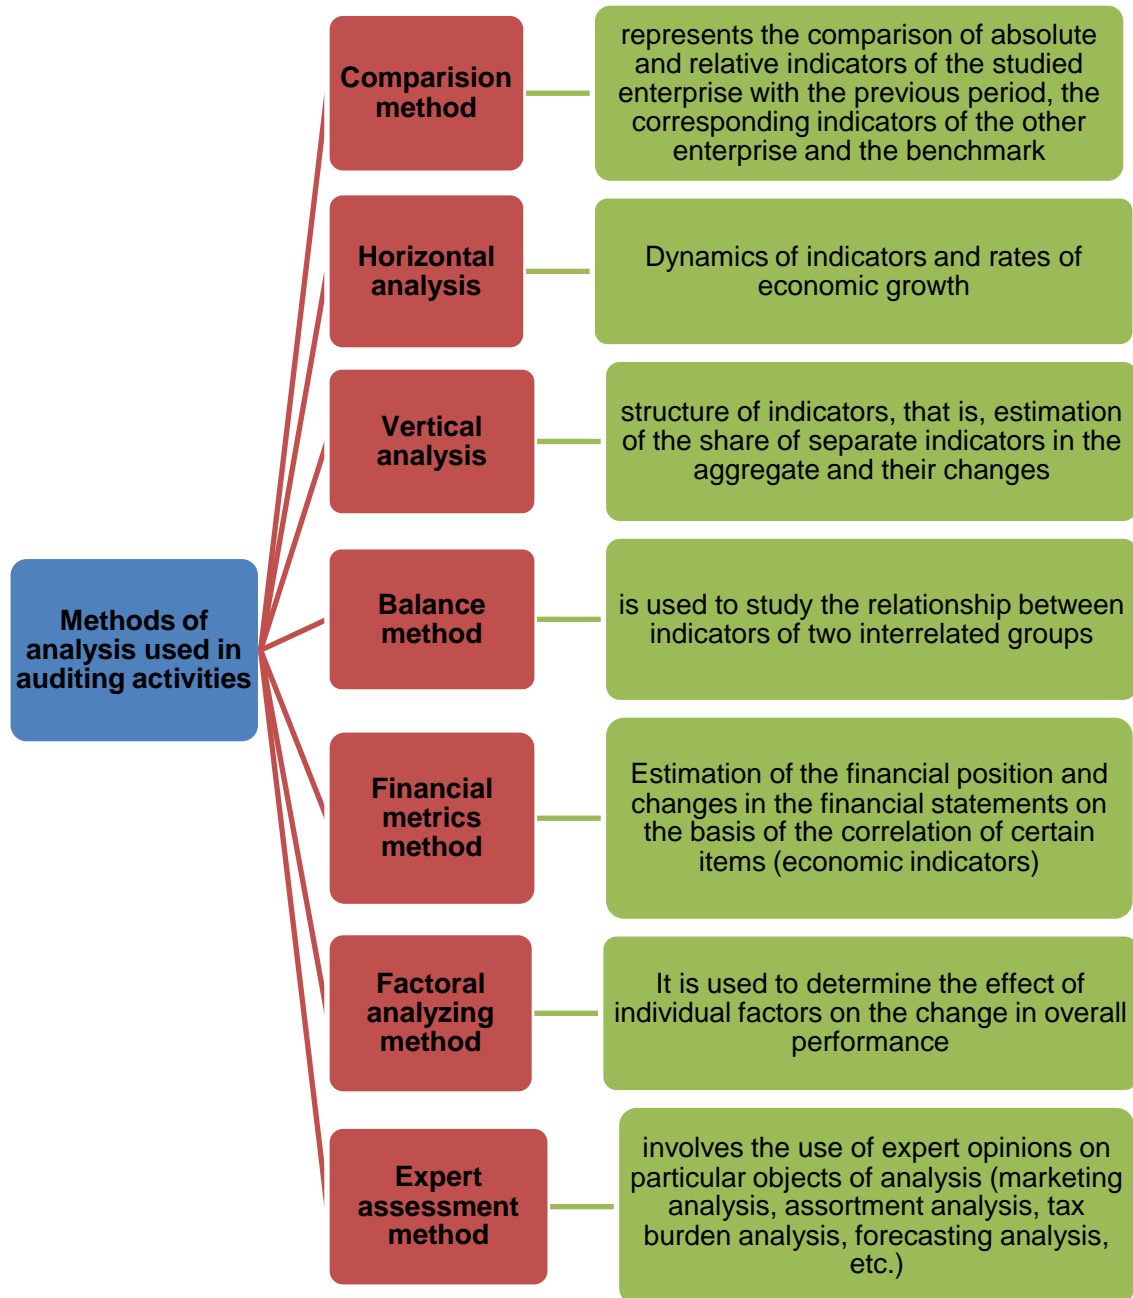 Comparision
method
represents the comparison of absolute
and relative indicators of the studied
enterprise with the previous period, the
corresponding indicators of the other
enterprise and the benchmark
Horizontal
analysis
Dynamics of indicators and rates of
economic growth
Vertical
analysis
structure of indicators, that is, estimation
of the share of separate indicators in the
aggregate and their changes
Methods of
analysis used in
auditing activities
Balance
method
is used to study the relationship between
indicators of two interrelated groups
Financial
metrics
method
Estimation of the financial position and
changes in the financial statements on
the basis of the correlation of certain
items (economic indicators)
Factoral
analyzing
method
It is used to determine the effect of
individual factors on the change in overall
performance
Expert
assessment
method
involves the use of expert opinions on
particular objects of analysis (marketing
analysis, assortment analysis, tax
burden analysis, forecasting analysis,
etc.)